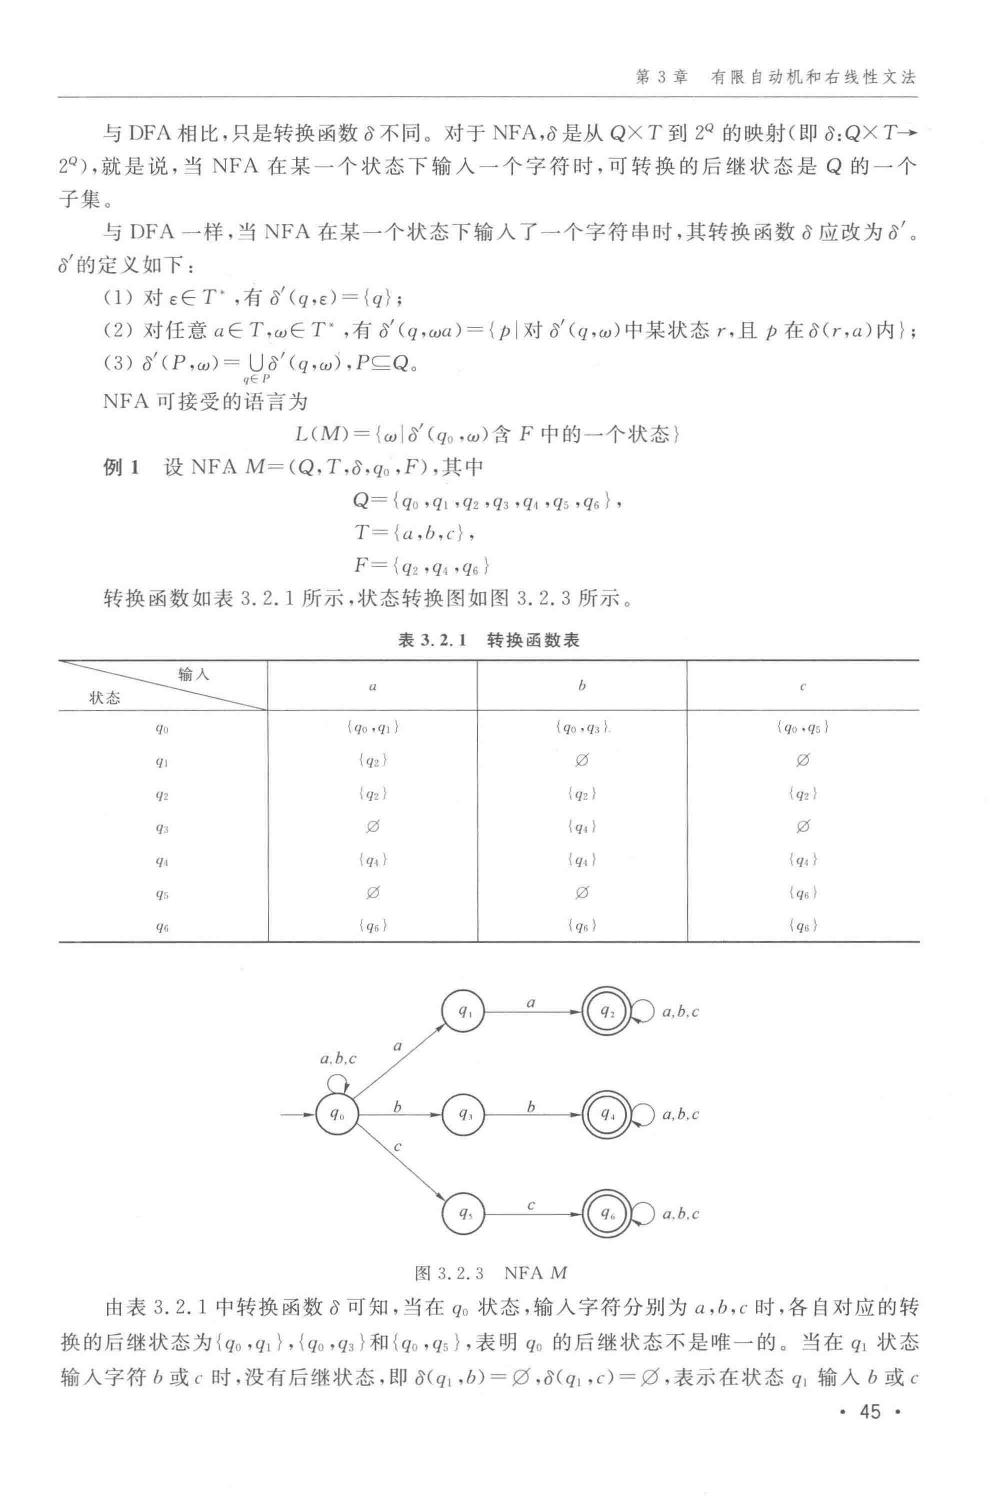 第 3 章 有限自动机和右线性文法
与 DFA 相比,只是转换函数 δ 不同。对于 NFA,δ 是从 Q×T 到 2^Q 的映射(即 δ:Q×T→
2^Q),就是说,当 NFA 在某一个状态下输入一个字符时,可转换的后继状态是 Q 的一个
子集。
与 DFA 一样,当 NFA 在某一个状态下输入了一个字符串时,其转换函数 δ 应改为 δ′。
δ′的定义如下:
(1) 对 ε∈T*,有 δ′(q,ε)={q};
(2) 对任意 a∈T,ω∈T*,有 δ′(q,ωa)={p|对 δ′(q,ω)中某状态 r,且 p 在 δ(r,a)内};
(3) δ′(P,ω)=⋃δ′(q,ω),P⊆Q。
q∈P
NFA 可接受的语言为
L(M)={ω|δ′(q₀,ω)含 F 中的一个状态}
例 1 设 NFA M=(Q,T,δ,q₀,F),其中
Q={q₀,q₁,q₂,q₃,q₄,q₅,q₆},
T={a,b,c},
F={q₂,q₄,q₆}
转换函数如表 3.2.1 所示,状态转换图如图 3.2.3 所示。
表 3.2.1 转换函数表
输入
状态 a b c
q₀ {q₀,q₁} {q₀,q₃} {q₀,q₅}
q₁ {q₂} ∅ ∅
q₂ {q₂} {q₂} {q₂}
q₃ ∅ {q₄} ∅
q₄ {q₄} {q₄} {q₄}
q₅ ∅ ∅ {q₆}
q₆ {q₆} {q₆} {q₆}
q₁ a q₂ a,b,c
a,b,c a
q₀ b q₃ b q₄ a,b,c
c
q₅ c q₆ a,b,c
图 3.2.3 NFA M
由表 3.2.1 中转换函数 δ 可知,当在 q₀ 状态,输入字符分别为 a,b,c 时,各自对应的转
换的后继状态为{q₀,q₁},{q₀,q₃}和{q₀,q₅},表明 q₀ 的后继状态不是唯一的。当在 q₁ 状态
输入字符 b 或 c 时,没有后继状态,即 δ(q₁,b)=∅,δ(q₁,c)=∅,表示在状态 q₁ 输入 b 或 c
· 45 ·